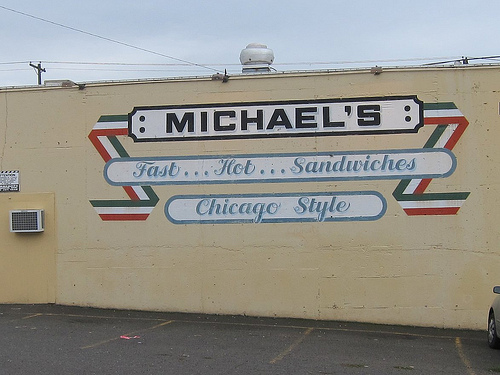 MICHAEL'S
Fast... Hot... Sandwiches
Chicago Style